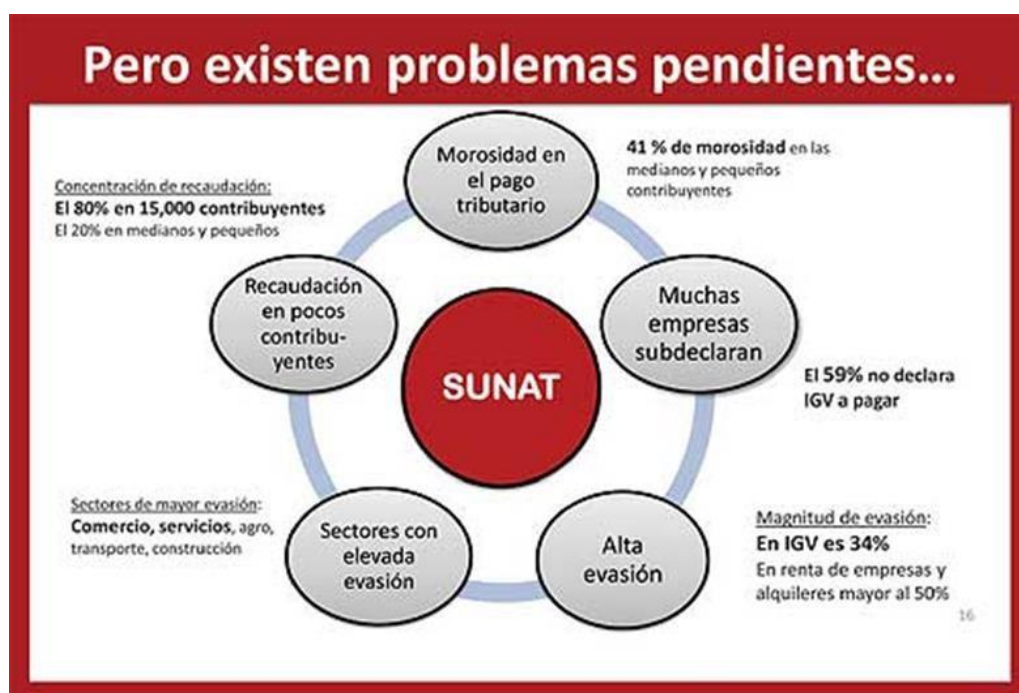 Pero existen problemas pendientes...
Morosidad en
el pago
tributario
41 % de morosidad en las
medianos y pequeños
contribuyentes
Muchas
empresas
subdeclaran
El 59% no declara
IGV a pagar
Alta
evasión
Magnitud de evasión:
En IGV es 34%
En renta de empresas y
alquileres mayor al 50%
Sectores con
elevada
evasión
Sectores de mayor evasión:
Comercio, servicios, agro,
transporte, construcción
Recaudación
en pocos
contribu-
yentes
Concentración de recaudación:
El 80% en 15,000 contribuyentes
El 20% en medianos y pequeños
SUNAT
16